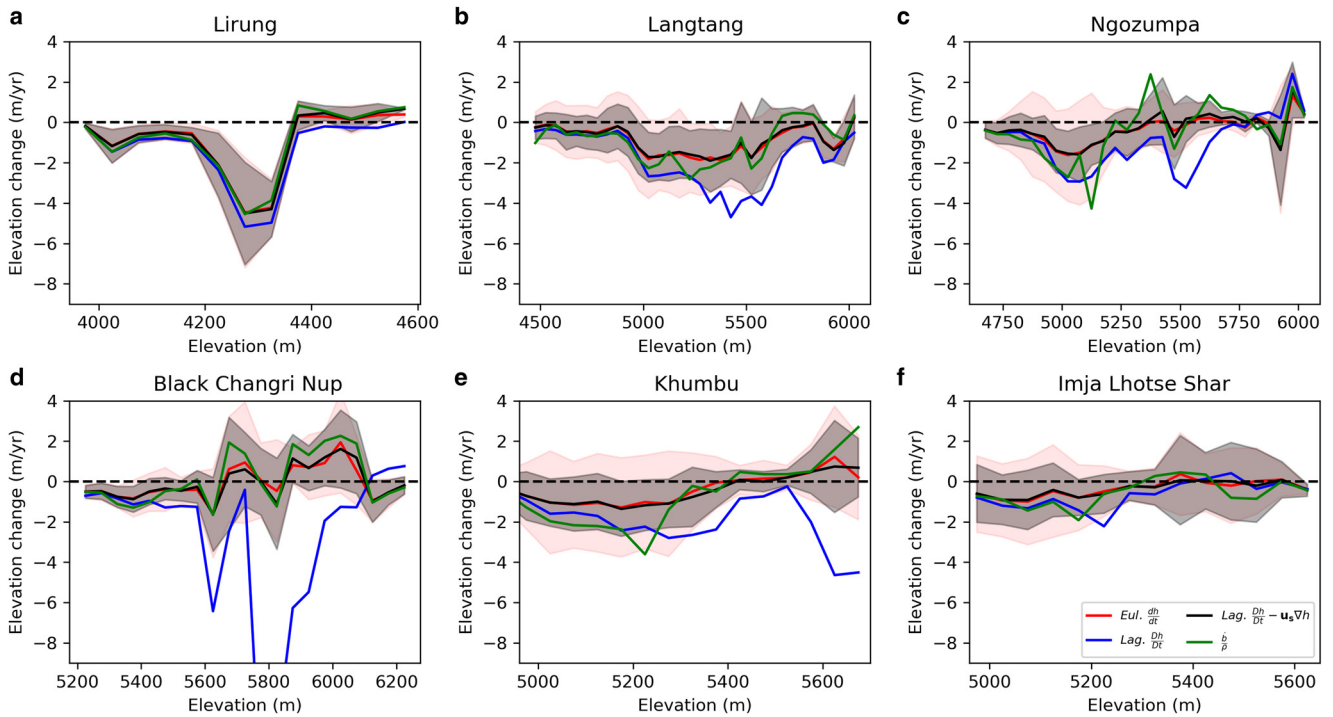 a Lirung
b Langtang
c Ngozumpa
Elevation change (m/yr)
4
2
0
−2
−4
−6
−8
4000 4200 4400 4600
Elevation (m)
Elevation change (m/yr)
4
2
0
−2
−4
−6
−8
4500 5000 5500 6000
Elevation (m)
Elevation change (m/yr)
4
2
0
−2
−4
−6
−8
4750 5000 5250 5500 5750 6000
Elevation (m)
d Black Changri Nup
e Khumbu
f Imja Lhotse Shar
Elevation change (m/yr)
4
2
0
−2
−4
−6
−8
5200 5400 5600 5800 6000 6200
Elevation (m)
Elevation change (m/yr)
4
2
0
−2
−4
−6
−8
5000 5200 5400 5600
Elevation (m)
Elevation change (m/yr)
4
2
0
−2
−4
−6
−8
5000 5200 5400 5600
Elevation (m)
Eul. dh/dt
Lag. Dh/Dt
Lag. Dh/Dt − uₛ∇h
ḃ/ρ